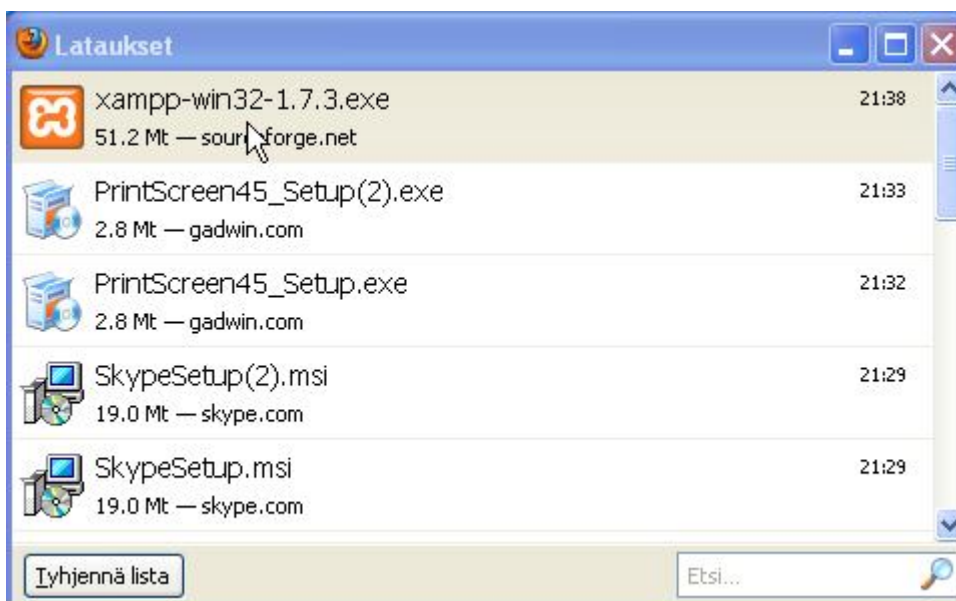 Lataukset
xampp-win32-1.7.3.exe 21:38
51.2 Mt — sourceforge.net
PrintScreen45_Setup(2).exe 21:33
2.8 Mt — gadwin.com
PrintScreen45_Setup.exe 21:32
2.8 Mt — gadwin.com
SkypeSetup(2).msi 21:29
19.0 Mt — skype.com
SkypeSetup.msi 21:29
19.0 Mt — skype.com
Tyhjennä lista Etsi...